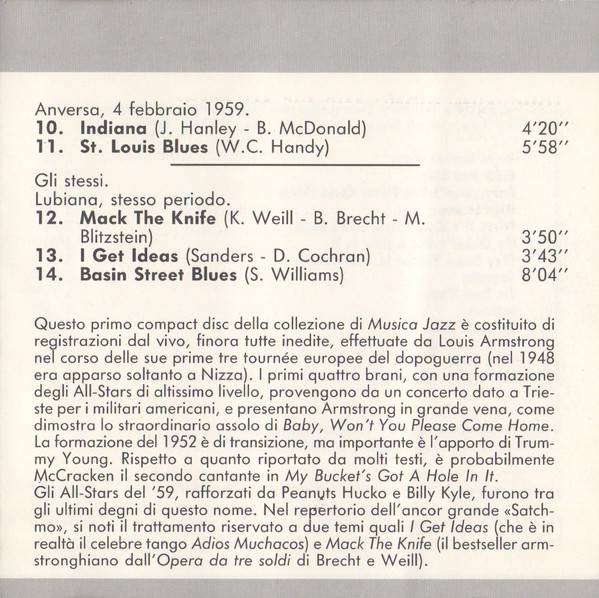 Anversa, 4 febbraio 1959.
10. Indiana (J. Hanley - B. McDonald) 4'20''
11. St. Louis Blues (W.C. Handy) 5'58''
Gli stessi.
Lubiana, stesso periodo.
12. Mack The Knife (K. Weill - B. Brecht - M.
Blitzstein) 3'50''
13. I Get Ideas (Sanders - D. Cochran) 3'43''
14. Basin Street Blues (S. Williams) 8'04''
Questo primo compact disc della collezione di Musica Jazz è costituito di
registrazioni dal vivo, finora tutte inedite, effettuate da Louis Armstrong
nel corso delle sue prime tre tournée europee del dopoguerra (nel 1948
era apparso soltanto a Nizza). I primi quattro brani, con una formazione
degli All-Stars di altissimo livello, provengono da un concerto dato a Trie-
ste per i militari americani, e presentano Armstrong in grande vena, come
dimostra lo straordinario assolo di Baby, Won't You Please Come Home.
La formazione del 1952 è di transizione, ma importante è l'apporto di Trum-
my Young. Rispetto a quanto riportato da molti testi, è probabilmente
McCracken il secondo cantante in My Bucket's Got A Hole In It.
Gli All-Stars del '59, rafforzati da Peanuts Hucko e Billy Kyle, furono tra
gli ultimi degni di questo nome. Nel repertorio dell'ancor grande «Satch-
mo», si noti il trattamento riservato a due temi quali I Get Ideas (che è in
realtà il celebre tango Adios Muchacos) e Mack The Knife (il bestseller arm-
stronghiano dall'Opera da tre soldi di Brecht e Weill).